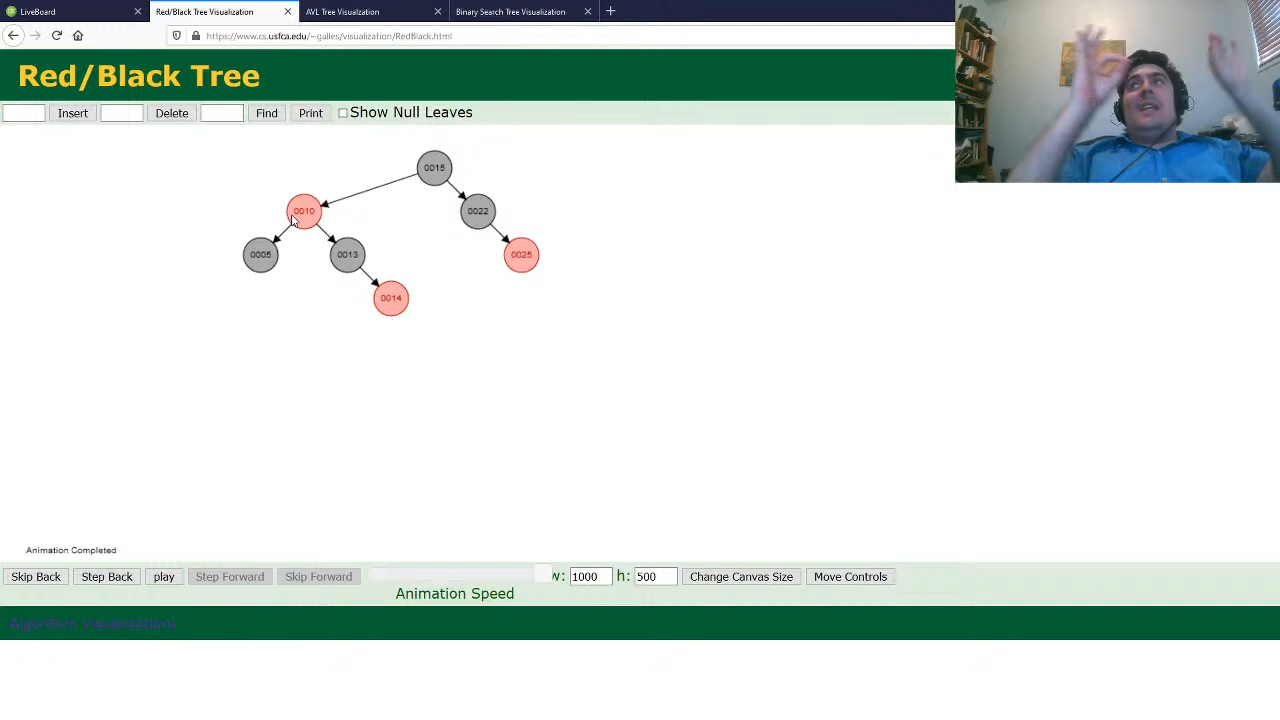 LiveBoard
Red/Black Tree Visualization
AVL Tree Visualization
Binary Search Tree Visualization
https://www.cs.usfca.edu/~galles/visualization/RedBlack.html
Red/Black Tree
Insert Delete Find Print Show Null Leaves
0015
0010 0022
0005 0013 0025
0014
Animation Completed
Skip Back Step Back play Step Forward Skip Forward w: 1000 h: 500 Change Canvas Size Move Controls
Animation Speed
Algorithm Visualizations